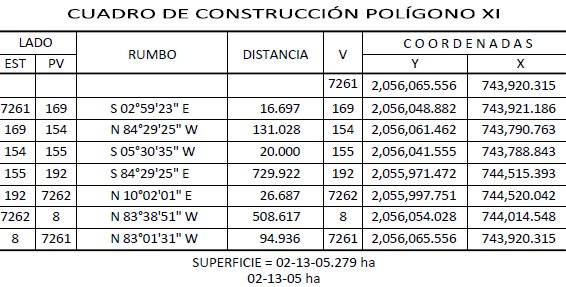 CUADRO DE CONSTRUCCIÓN POLÍGONO XI
LADO RUMBO DISTANCIA V COORDENADAS
EST PV Y X
7261 2,056,065.556 743,920.315
7261 169 S 02°59'23" E 16.697 169 2,056,048.882 743,921.186
169 154 N 84°29'25" W 131.028 154 2,056,061.462 743,790.763
154 155 S 05°30'35" W 20.000 155 2,056,041.555 743,788.843
155 192 S 84°29'25" E 729.922 192 2,055,971.472 744,515.393
192 7262 N 10°02'01" E 26.687 7262 2,055,997.751 744,520.042
7262 8 N 83°38'51" W 508.617 8 2,056,054.028 744,014.548
8 7261 N 83°01'31" W 94.936 7261 2,056,065.556 743,920.315
SUPERFICIE = 02-13-05.279 ha
02-13-05 ha